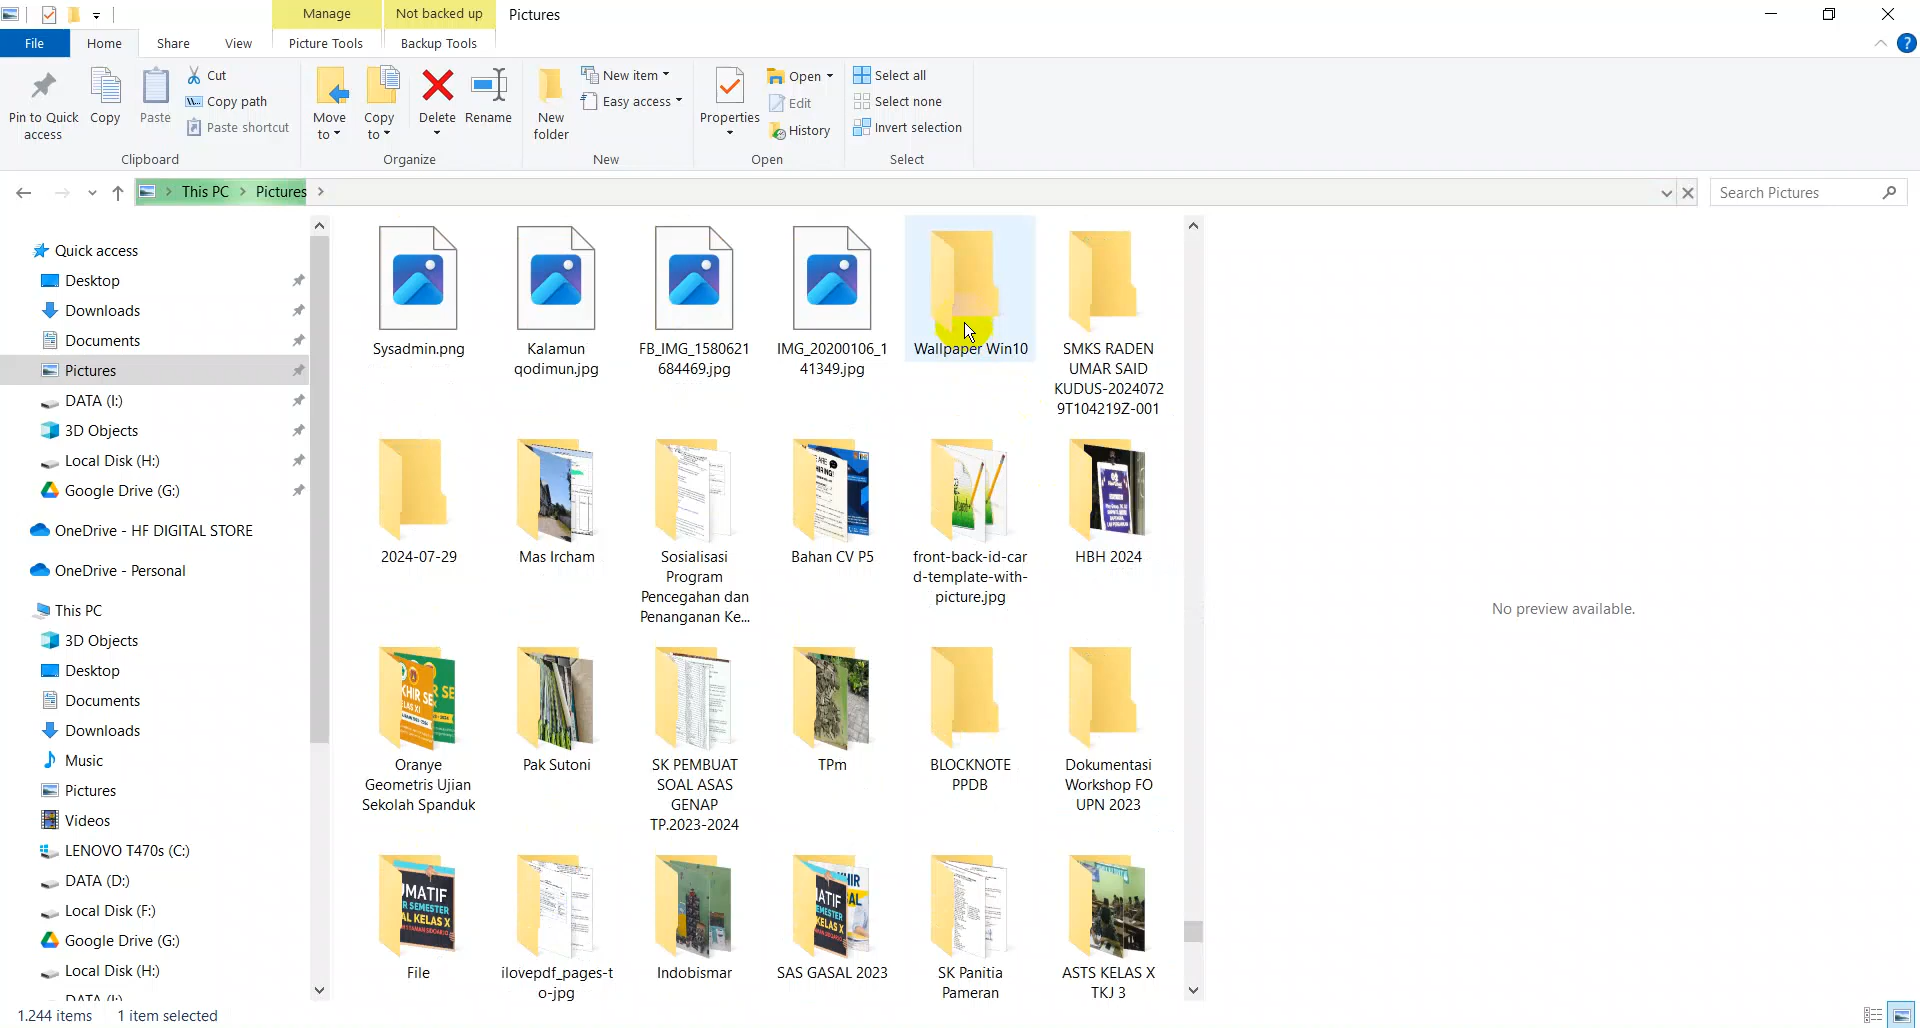 Manage
Not backed up
Pictures
File
Home
Share
View
Picture Tools
Backup Tools
Pin to Quick
access
Copy
Paste
Cut
Copy path
Paste shortcut
Clipboard
Move
to
Copy
to
Delete
Rename
Organize
New
folder
New item
Easy access
New
Properties
Open
Edit
History
Open
Select all
Select none
Invert selection
Select
This PC
Pictures
Search Pictures
Quick access
Desktop
Downloads
Documents
Pictures
DATA (I:)
3D Objects
Local Disk (H:)
Google Drive (G:)
OneDrive - HF DIGITAL STORE
OneDrive - Personal
This PC
3D Objects
Desktop
Documents
Downloads
Music
Pictures
Videos
LENOVO T470s (C:)
DATA (D:)
Local Disk (F:)
Google Drive (G:)
Local Disk (H:)
DATA (I:)
Sysadmin.png
Kalamun
qodimun.jpg
FB_IMG_1580621
684469.jpg
IMG_20200106_1
41349.jpg
Wallpaper Win10
SMKS RADEN
UMAR SAID
KUDUS-2024072
9T104219Z-001
2024-07-29
Mas Ircham
Sosialisasi
Program
Pencegahan dan
Penanganan Ke...
Bahan CV P5
front-back-id-car
d-template-with-
picture.jpg
HBH 2024
Oranye
Geometris Ujian
Sekolah Spanduk
Pak Sutoni
SK PEMBUAT
SOAL ASAS
GENAP
TP.2023-2024
TPm
BLOCKNOTE
PPDB
Dokumentasi
Workshop FO
UPN 2023
File
ilovepdf_pages-t
o-jpg
Indobismar
SAS GASAL 2023
SK Panitia
Pameran
ASTS KELAS X
TKJ 3
No preview available.
1.244 items
1 item selected